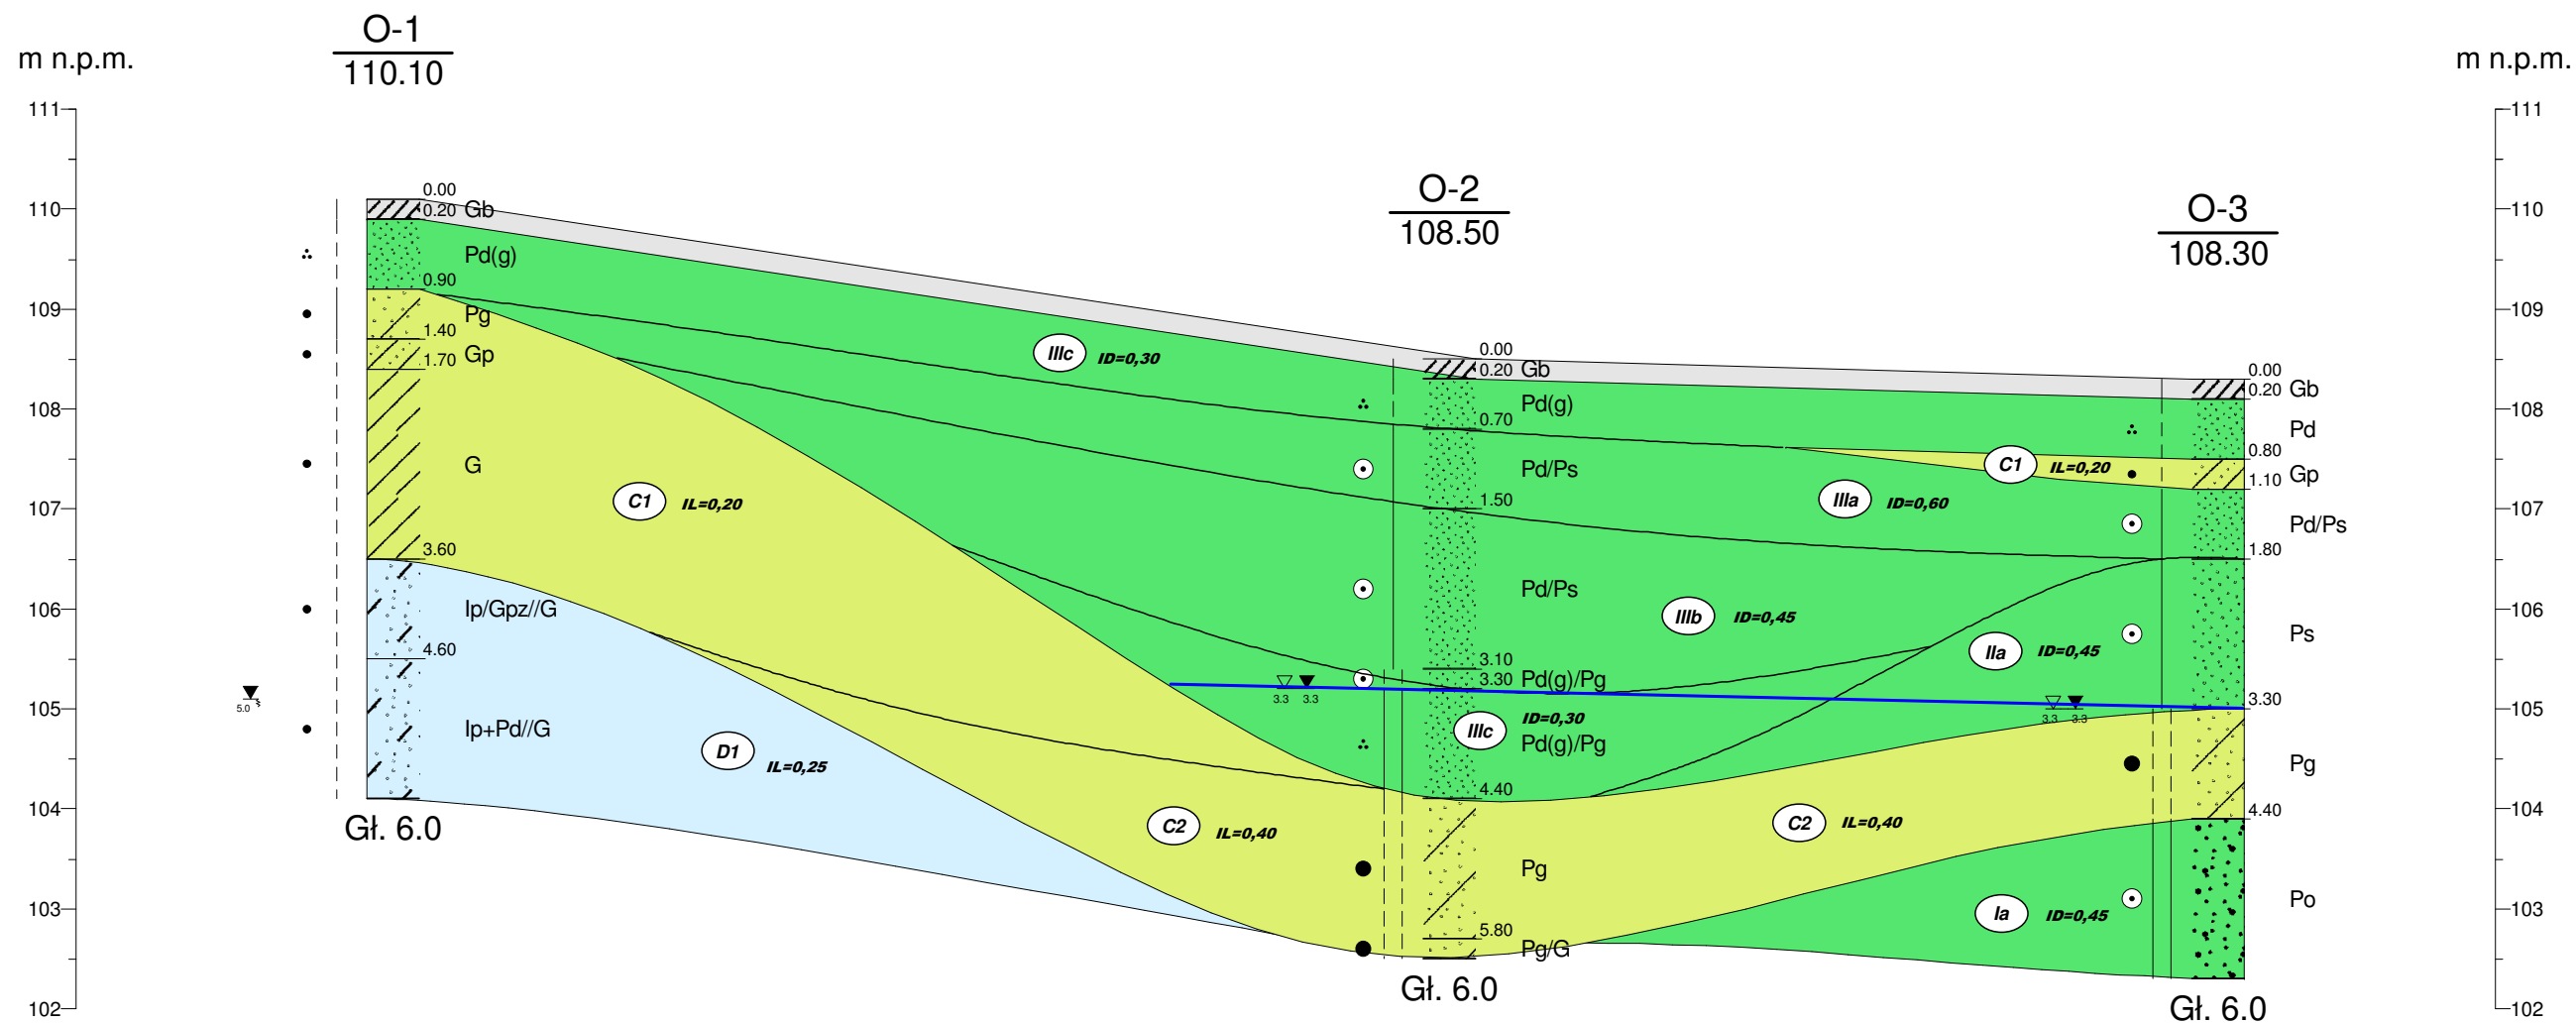 O-1
110.10
m n.p.m.
m n.p.m.
O-2
108.50
O-3
108.30
111
110
109
108
107
106
105
104
103
102
111
110
109
108
107
106
105
104
103
102
0.00
0.20 Gb
Pd(g)
0.90
Pg
1.40
Gp
1.70
G
3.60
Ip/Gpz//G
4.60
Ip+Pd//G
Gł. 6.0
5.0
IIIc ID=0,30
C1 IL=0,20
D1 IL=0,25
C2 IL=0,40
0.00
0.20 Gb
Pd(g)
0.70
Pd/Ps
1.50
Pd/Ps
3.10
Pd(g)/Pg
3.30
3.3 3.3
IIIc ID=0,30
Pd(g)/Pg
4.40
Pg
5.80
Pg/G
Gł. 6.0
C1 IL=0,20
IIIa ID=0,60
IIIb ID=0,45
IIa ID=0,45
C2 IL=0,40
Ia ID=0,45
3.3 3.3
0.00
0.20 Gb
Pd
0.80
Gp
1.10
Pd/Ps
1.80
Ps
3.30
Pg
4.40
Po
Gł. 6.0